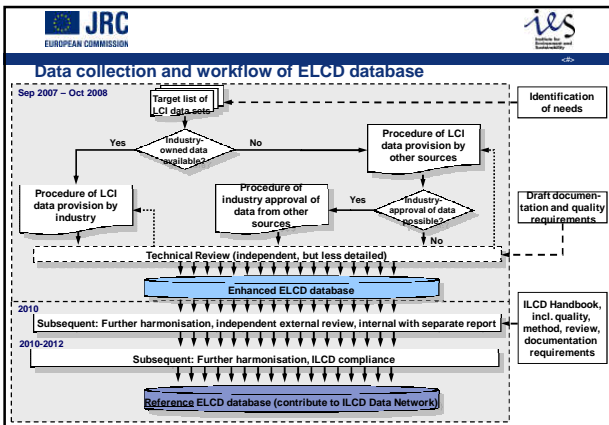 JRC
EUROPEAN COMMISSION
ies
Institute for
Environment and
Sustainability
<#>
Data collection and workflow of ELCD database
Sep 2007 – Oct 2008
Target list of
LCI data sets
Identification
of needs
Yes
Industry-
owned data
available?
No
Procedure of LCI
data provision by
other sources
Procedure of LCI
data provision by
industry
Procedure of
industry approval of
data from other
sources
Yes
Industry-
approval of data
possible?
No
Draft documen-
tation and quality
requirements
Technical Review (independent, but less detailed)
Enhanced ELCD database
2010
Subsequent: Further harmonisation, independent external review, internal with separate report
2010-2012
Subsequent: Further harmonisation, ILCD compliance
ILCD Handbook,
incl. quality,
method, review,
documentation
requirements
Reference ELCD database (contribute to ILCD Data Network)